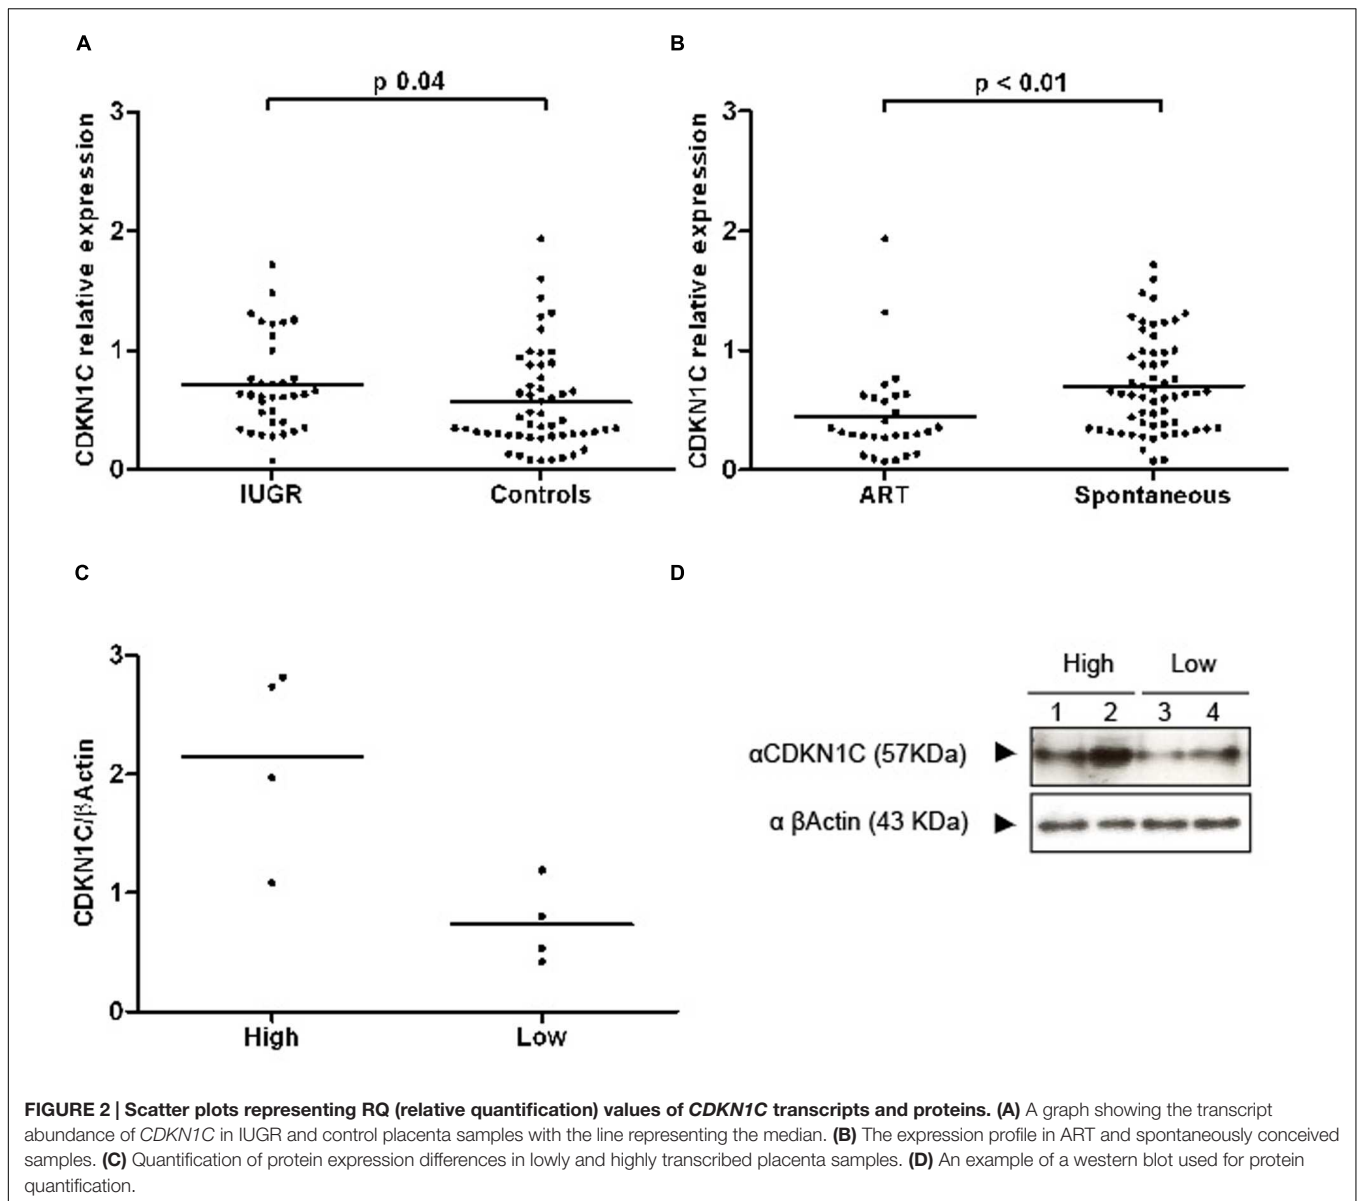 A
p 0.04
CDKN1C relative expression
3
2
1
0
IUGR Controls
B
p < 0.01
CDKN1C relative expression
3
2
1
0
ART Spontaneous
C
CDKN1C/βActin
3
2
1
0
High Low
D
High Low
1 2 3 4
αCDKN1C (57KDa)
α βActin (43 KDa)
FIGURE 2 | Scatter plots representing RQ (relative quantification) values of CDKN1C transcripts and proteins. (A) A graph showing the transcript
abundance of CDKN1C in IUGR and control placenta samples with the line representing the median. (B) The expression profile in ART and spontaneously conceived
samples. (C) Quantification of protein expression differences in lowly and highly transcribed placenta samples. (D) An example of a western blot used for protein
quantification.